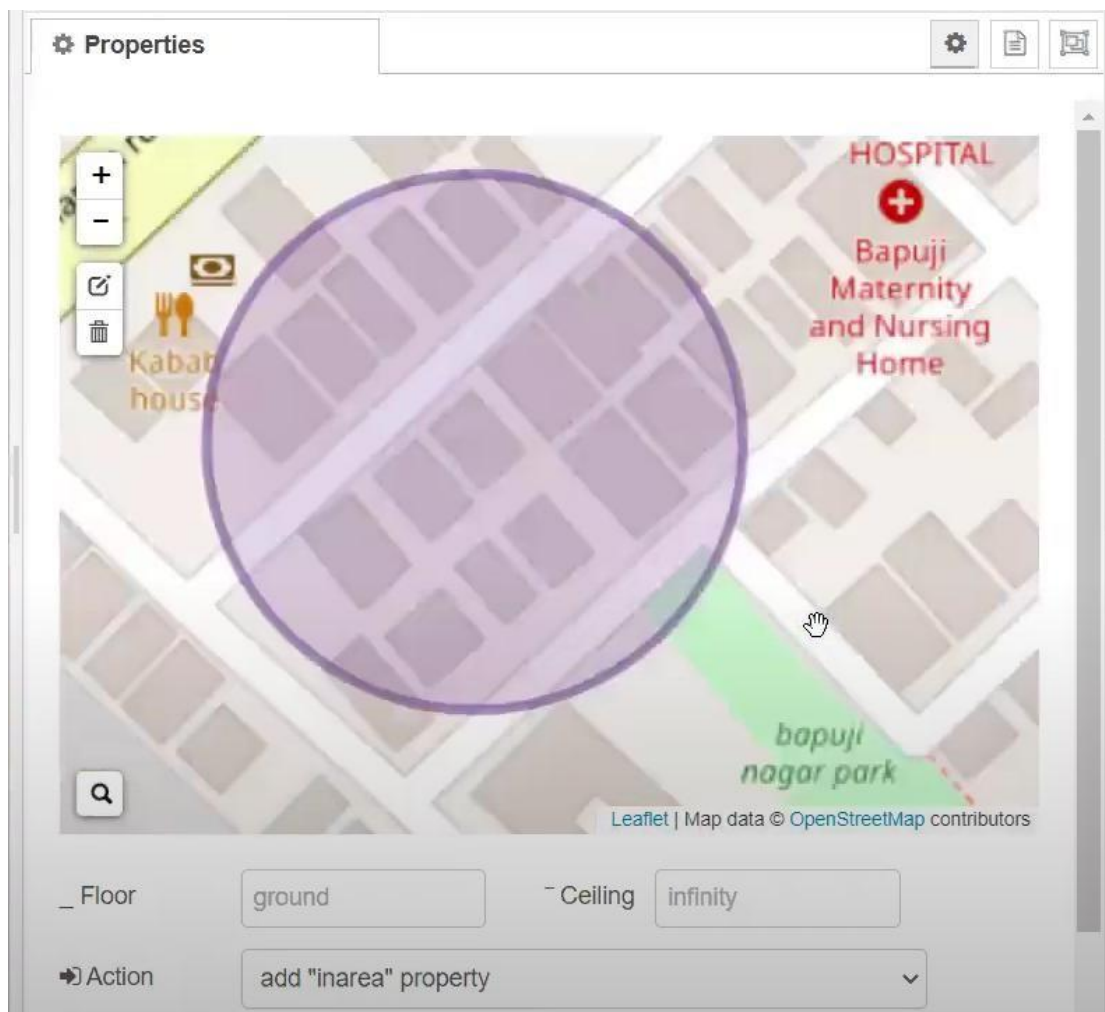 Properties
+
HOSPITAL
−
Bapuji
Maternity
and Nursing
Home
Kabab
house
bapuji
nagar park
Leaflet | Map data © OpenStreetMap contributors
Floor ground Ceiling infinity
Action add "inarea" property